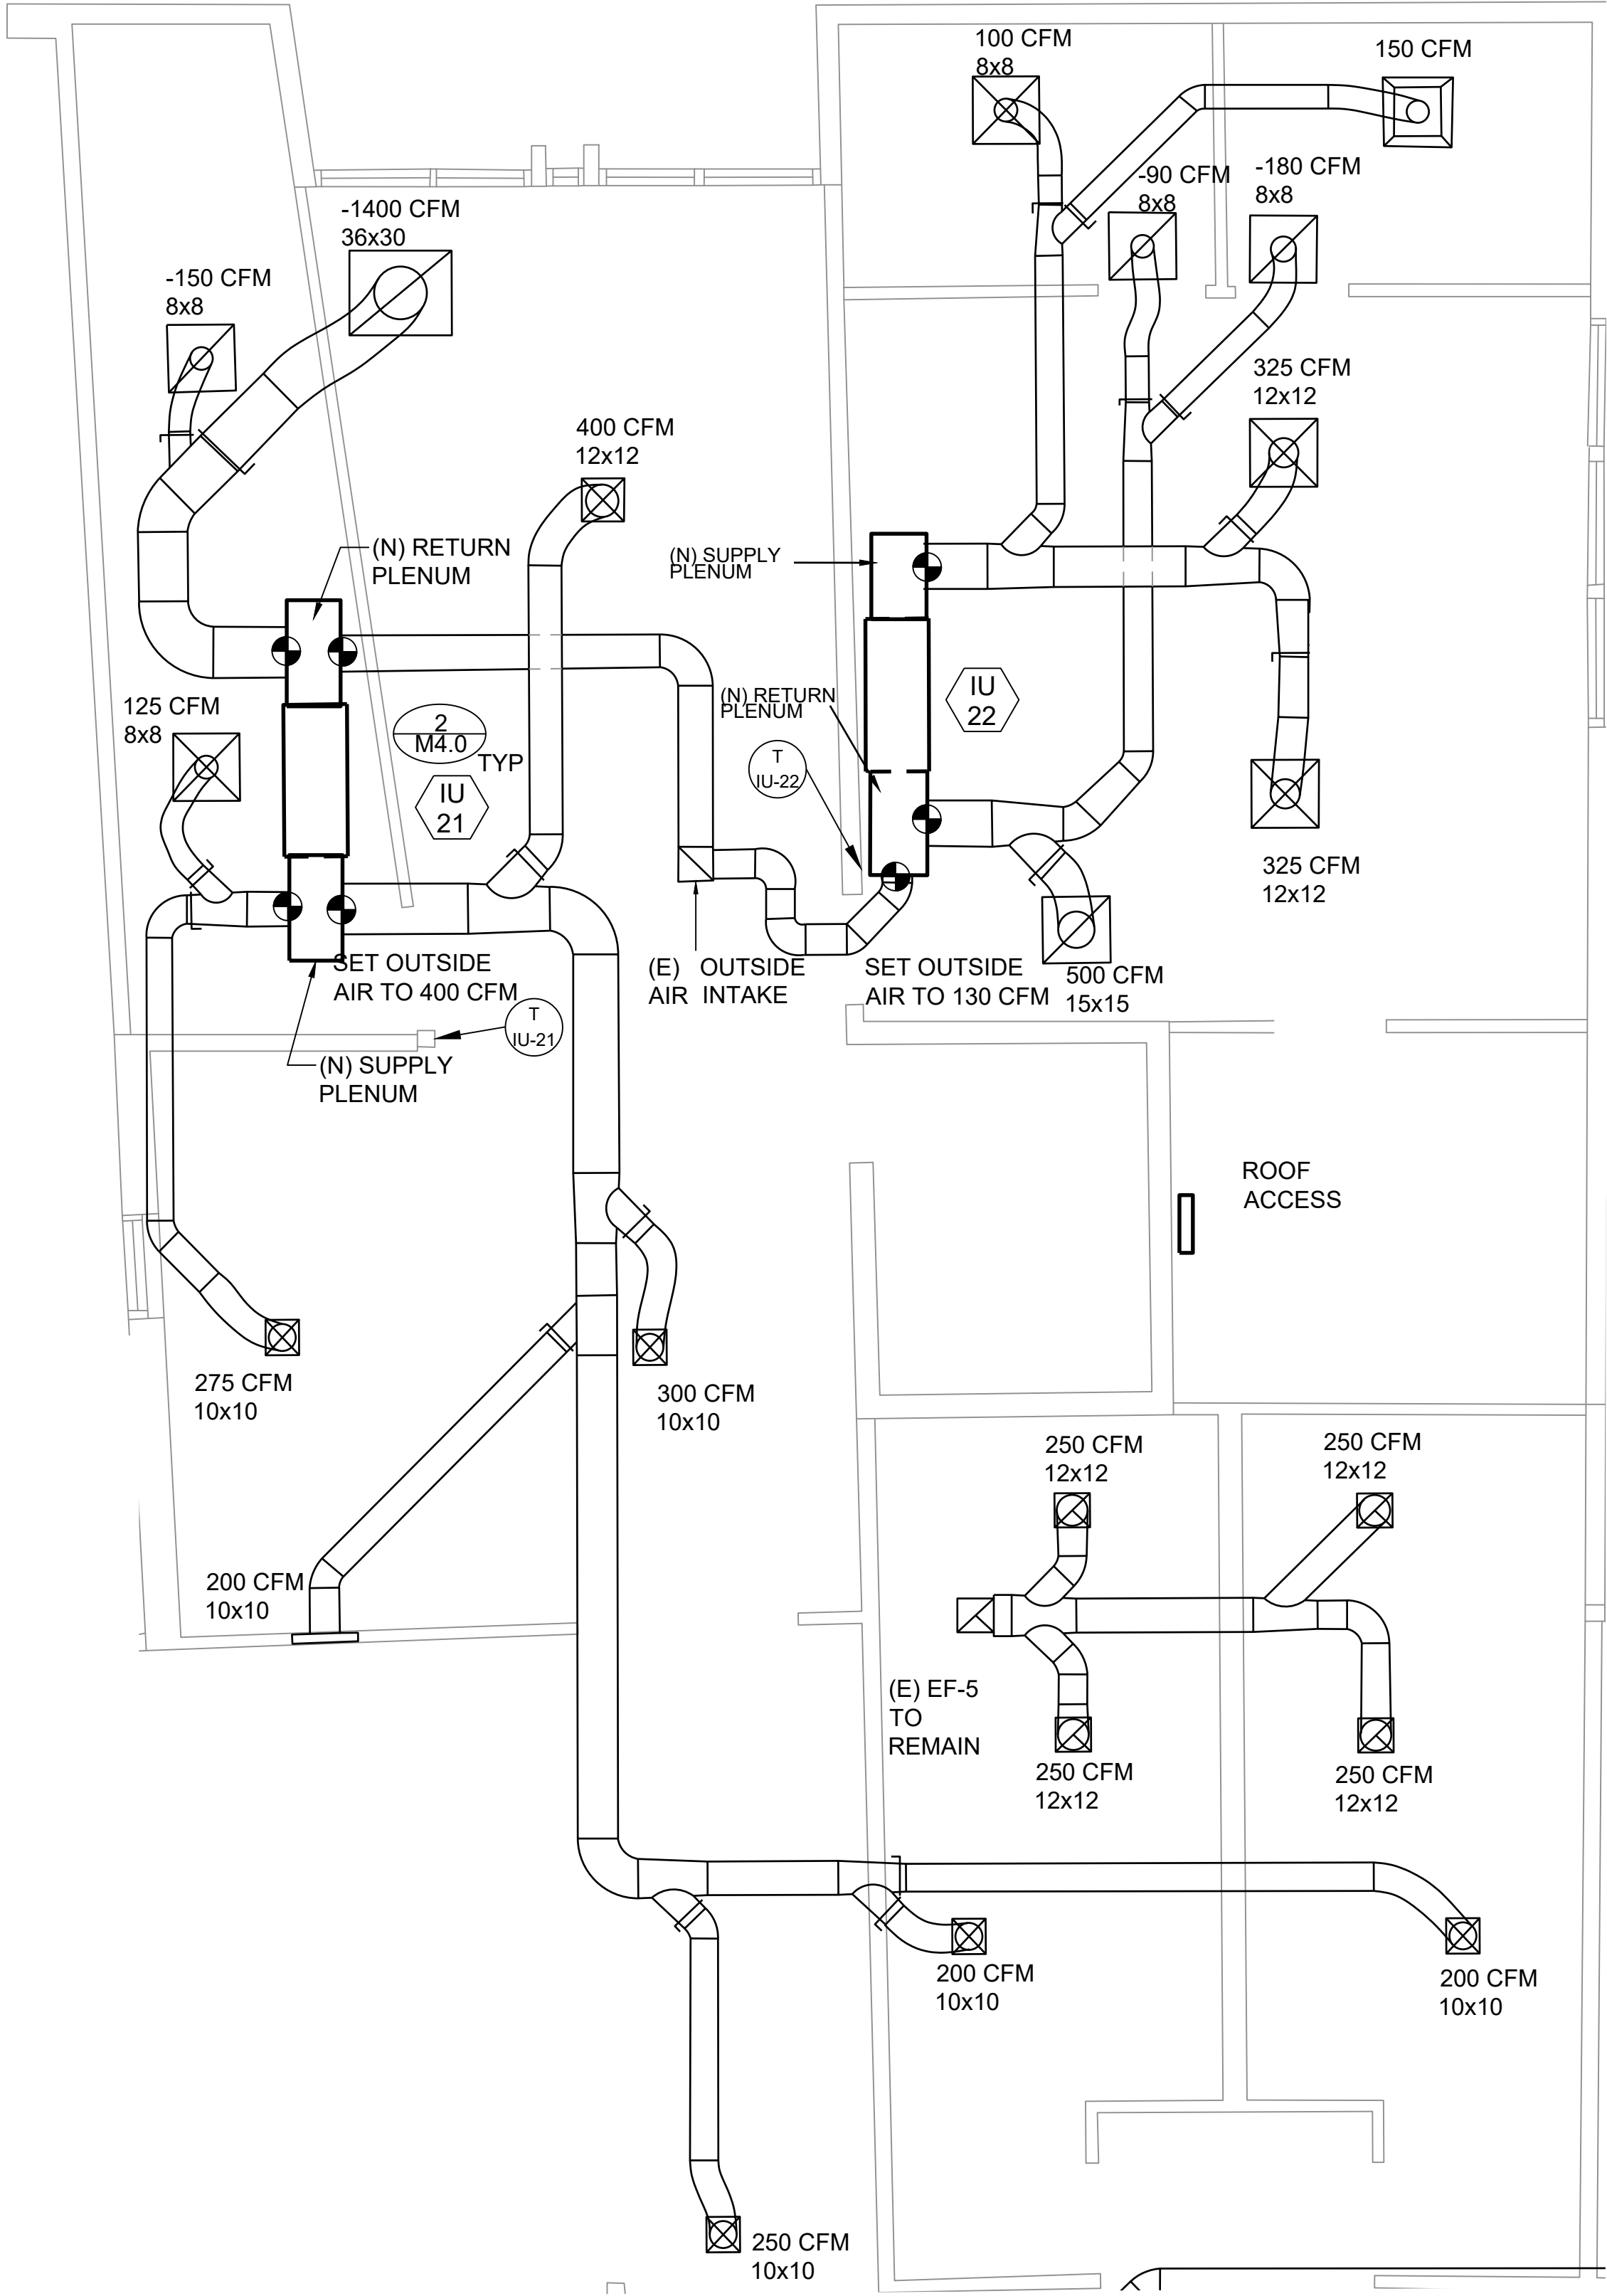 100 CFM
8x8
150 CFM
-90 CFM
8x8
-180 CFM
8x8
-1400 CFM
36x30
-150 CFM
8x8
325 CFM
12x12
400 CFM
12x12
(N) RETURN
PLENUM
(N) SUPPLY
PLENUM
125 CFM
8x8
2
M4.0
TYP
IU
21
(N) RETURN
PLENUM
IU
22
T
IU-22
325 CFM
12x12
SET OUTSIDE
AIR TO 400 CFM
(E) OUTSIDE
AIR INTAKE
SET OUTSIDE
AIR TO 130 CFM
500 CFM
15x15
T
IU-21
(N) SUPPLY
PLENUM
ROOF
ACCESS
275 CFM
10x10
300 CFM
10x10
250 CFM
12x12
250 CFM
12x12
200 CFM
10x10
(E) EF-5
TO
REMAIN
250 CFM
12x12
250 CFM
12x12
200 CFM
10x10
200 CFM
10x10
250 CFM
10x10